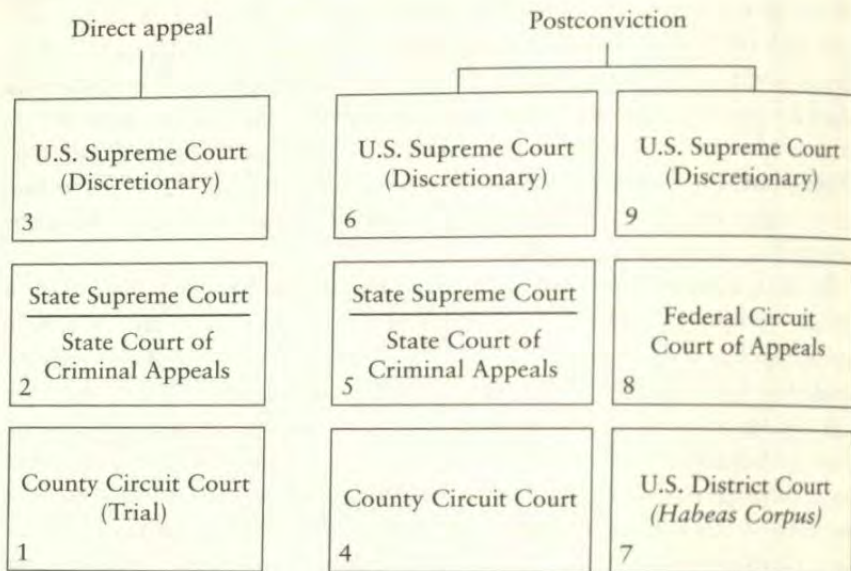 Direct appeal
Postconviction
U.S. Supreme Court
(Discretionary)
3
U.S. Supreme Court
(Discretionary)
6
U.S. Supreme Court
(Discretionary)
9
State Supreme Court
State Court of
Criminal Appeals
2
State Supreme Court
State Court of
Criminal Appeals
5
Federal Circuit
Court of Appeals
8
County Circuit Court
(Trial)
1
County Circuit Court
4
U.S. District Court
(Habeas Corpus)
7